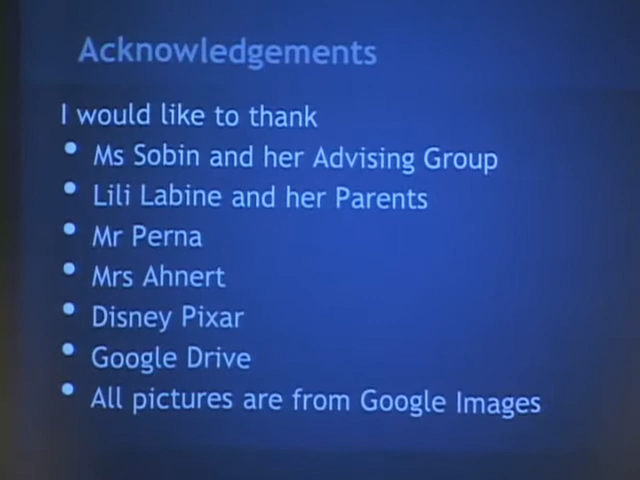 Acknowledgements
I would like to thank
• Ms Sobin and her Advising Group
• Lili Labine and her Parents
• Mr Perna
• Mrs Ahnert
• Disney Pixar
• Google Drive
• All pictures are from Google Images